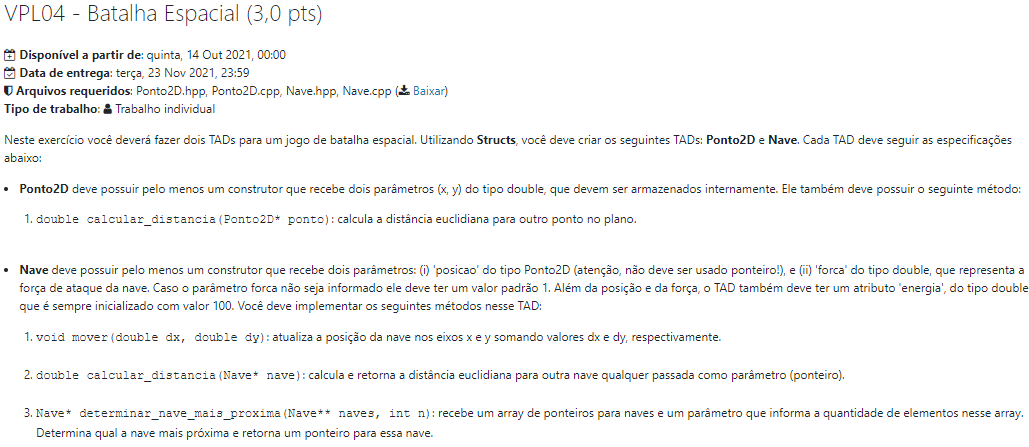 VPL04 - Batalha Espacial (3,0 pts)
Disponível a partir de: quinta, 14 Out 2021, 00:00
Data de entrega: terça, 23 Nov 2021, 23:59
Arquivos requeridos: Ponto2D.hpp, Ponto2D.cpp, Nave.hpp, Nave.cpp (Baixar)
Tipo de trabalho: Trabalho individual
Neste exercício você deverá fazer dois TADs para um jogo de batalha espacial. Utilizando Structs, você deve criar os seguintes TADs: Ponto2D e Nave. Cada TAD deve seguir as especificações
abaixo:
• Ponto2D deve possuir pelo menos um construtor que recebe dois parâmetros (x, y) do tipo double, que devem ser armazenados internamente. Ele também deve possuir o seguinte método:
1. double calcular_distancia(Ponto2D* ponto): calcula a distância euclidiana para outro ponto no plano.
• Nave deve possuir pelo menos um construtor que recebe dois parâmetros: (i) 'posicao' do tipo Ponto2D (atenção, não deve ser usado ponteiro!), e (ii) 'forca' do tipo double, que representa a
força de ataque da nave. Caso o parâmetro forca não seja informado ele deve ter um valor padrão 1. Além da posição e da força, o TAD também deve ter um atributo 'energia', do tipo double
que é sempre inicializado com valor 100. Você deve implementar os seguintes métodos nesse TAD:
1. void mover(double dx, double dy): atualiza a posição da nave nos eixos x e y somando valores dx e dy, respectivamente.
2. double calcular_distancia(Nave* nave): calcula e retorna a distância euclidiana para outra nave qualquer passada como parâmetro (ponteiro).
3. Nave* determinar_nave_mais_proxima(Nave** naves, int n): recebe um array de ponteiros para naves e um parâmetro que informa a quantidade de elementos nesse array.
Determina qual a nave mais próxima e retorna um ponteiro para essa nave.